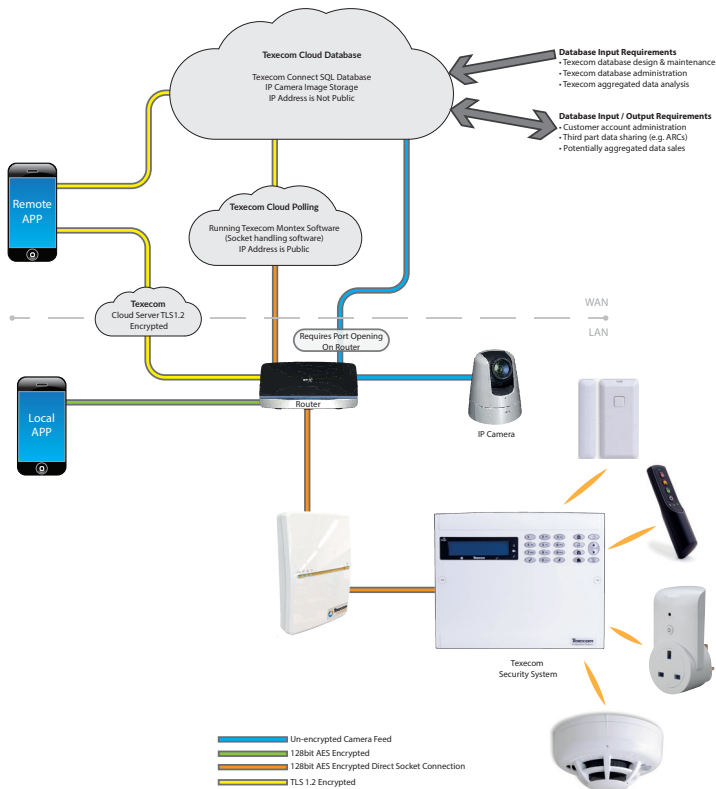 Texecom Cloud Database
Texecom Connect SQL Database
IP Camera Image Storage
IP Address is Not Public
Database Input Requirements
• Texecom database design & maintenance
• Texecom database administration
• Texecom aggregated data analysis
Database Input / Output Requirements
• Customer account administration
• Third part data sharing (e.g. ARCs)
• Potentially aggregated data sales
Remote
APP
Texecom Cloud Polling
Running Texecom Montex Software
(Socket handling software)
IP Address is Public
Texecom
Cloud Server TLS1.2
Encrypted
WAN
LAN
Requires Port Opening
On Router
Router
Local
APP
IP Camera
Texecom
Texecom
Texecom
Security System
Un-encrypted Camera Feed
128bit AES Encrypted
128bit AES Encrypted Direct Socket Connection
TLS 1.2 Encrypted